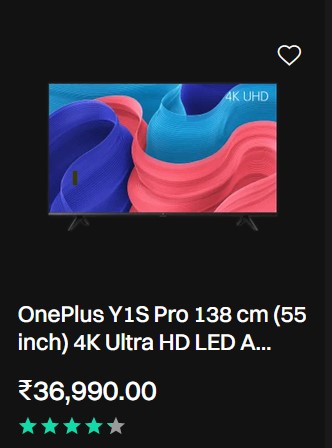 4K UHD
OnePlus Y1S Pro 138 cm (55
inch) 4K Ultra HD LED A...
₹36,990.00